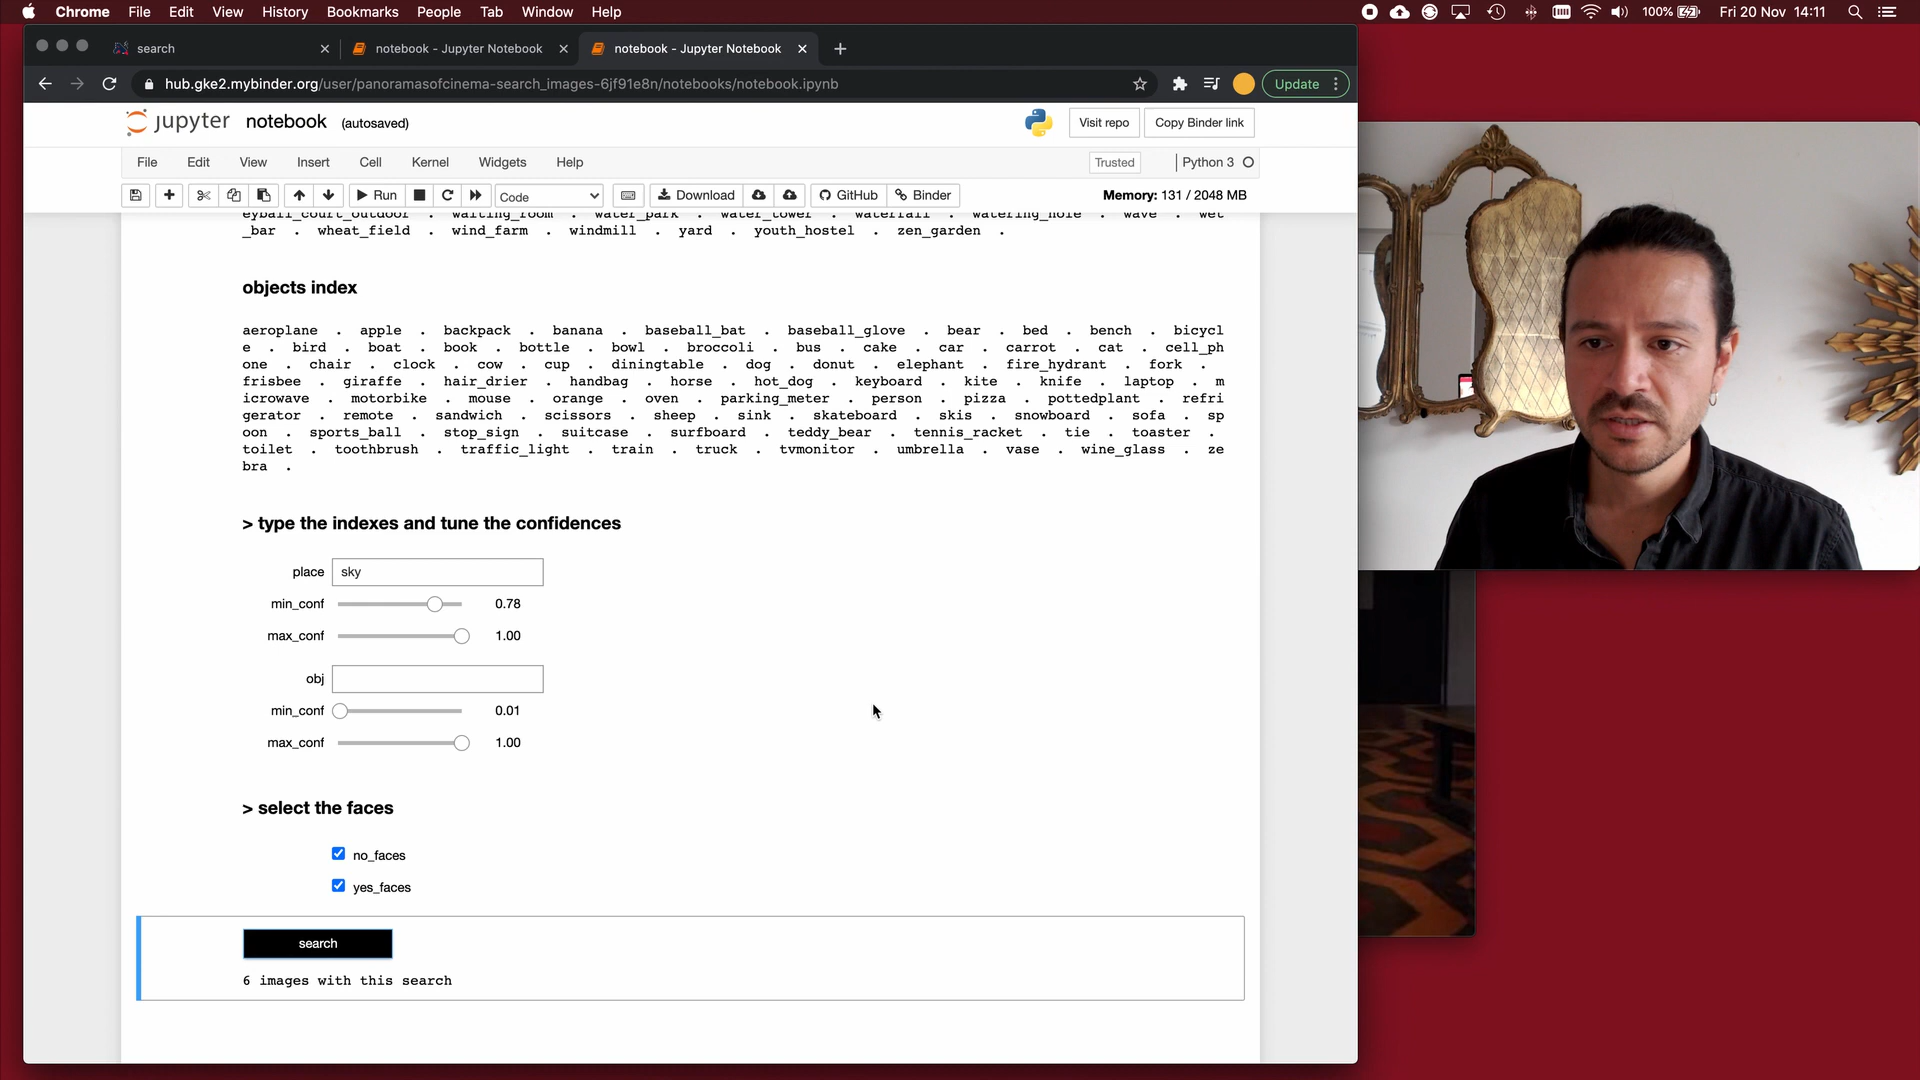 Chrome File Edit View History Bookmarks People Tab Window Help 100% Fri 20 Nov 14:11
search notebook - Jupyter Notebook notebook - Jupyter Notebook
hub.gke2.mybinder.org/user/panoramasofcinema-search_images-6jf91e8n/notebooks/notebook.ipynb Update
jupyter notebook (autosaved) Visit repo Copy Binder link
File Edit View Insert Cell Kernel Widgets Help Trusted Python 3
Run Code Download GitHub Binder Memory: 131 / 2048 MB
eyball_court_outdoor . waiting_room . water_park . water_tower . waterfall . watering_hole . wave . wet
_bar . wheat_field . wind_farm . windmill . yard . youth_hostel . zen_garden .
objects index
aeroplane . apple . backpack . banana . baseball_bat . baseball_glove . bear . bed . bench . bicycl
e . bird . boat . book . bottle . bowl . broccoli . bus . cake . car . carrot . cat . cell_ph
one . chair . clock . cow . cup . diningtable . dog . donut . elephant . fire_hydrant . fork .
frisbee . giraffe . hair_drier . handbag . horse . hot_dog . keyboard . kite . knife . laptop . m
icrowave . motorbike . mouse . orange . oven . parking_meter . person . pizza . pottedplant . refri
gerator . remote . sandwich . scissors . sheep . sink . skateboard . skis . snowboard . sofa . sp
oon . sports_ball . stop_sign . suitcase . surfboard . teddy_bear . tennis_racket . tie . toaster .
toilet . toothbrush . traffic_light . train . truck . tvmonitor . umbrella . vase . wine_glass . ze
bra .
> type the indexes and tune the confidences
place sky
min_conf 0.78
max_conf 1.00
obj
min_conf 0.01
max_conf 1.00
> select the faces
no_faces
yes_faces
search
6 images with this search